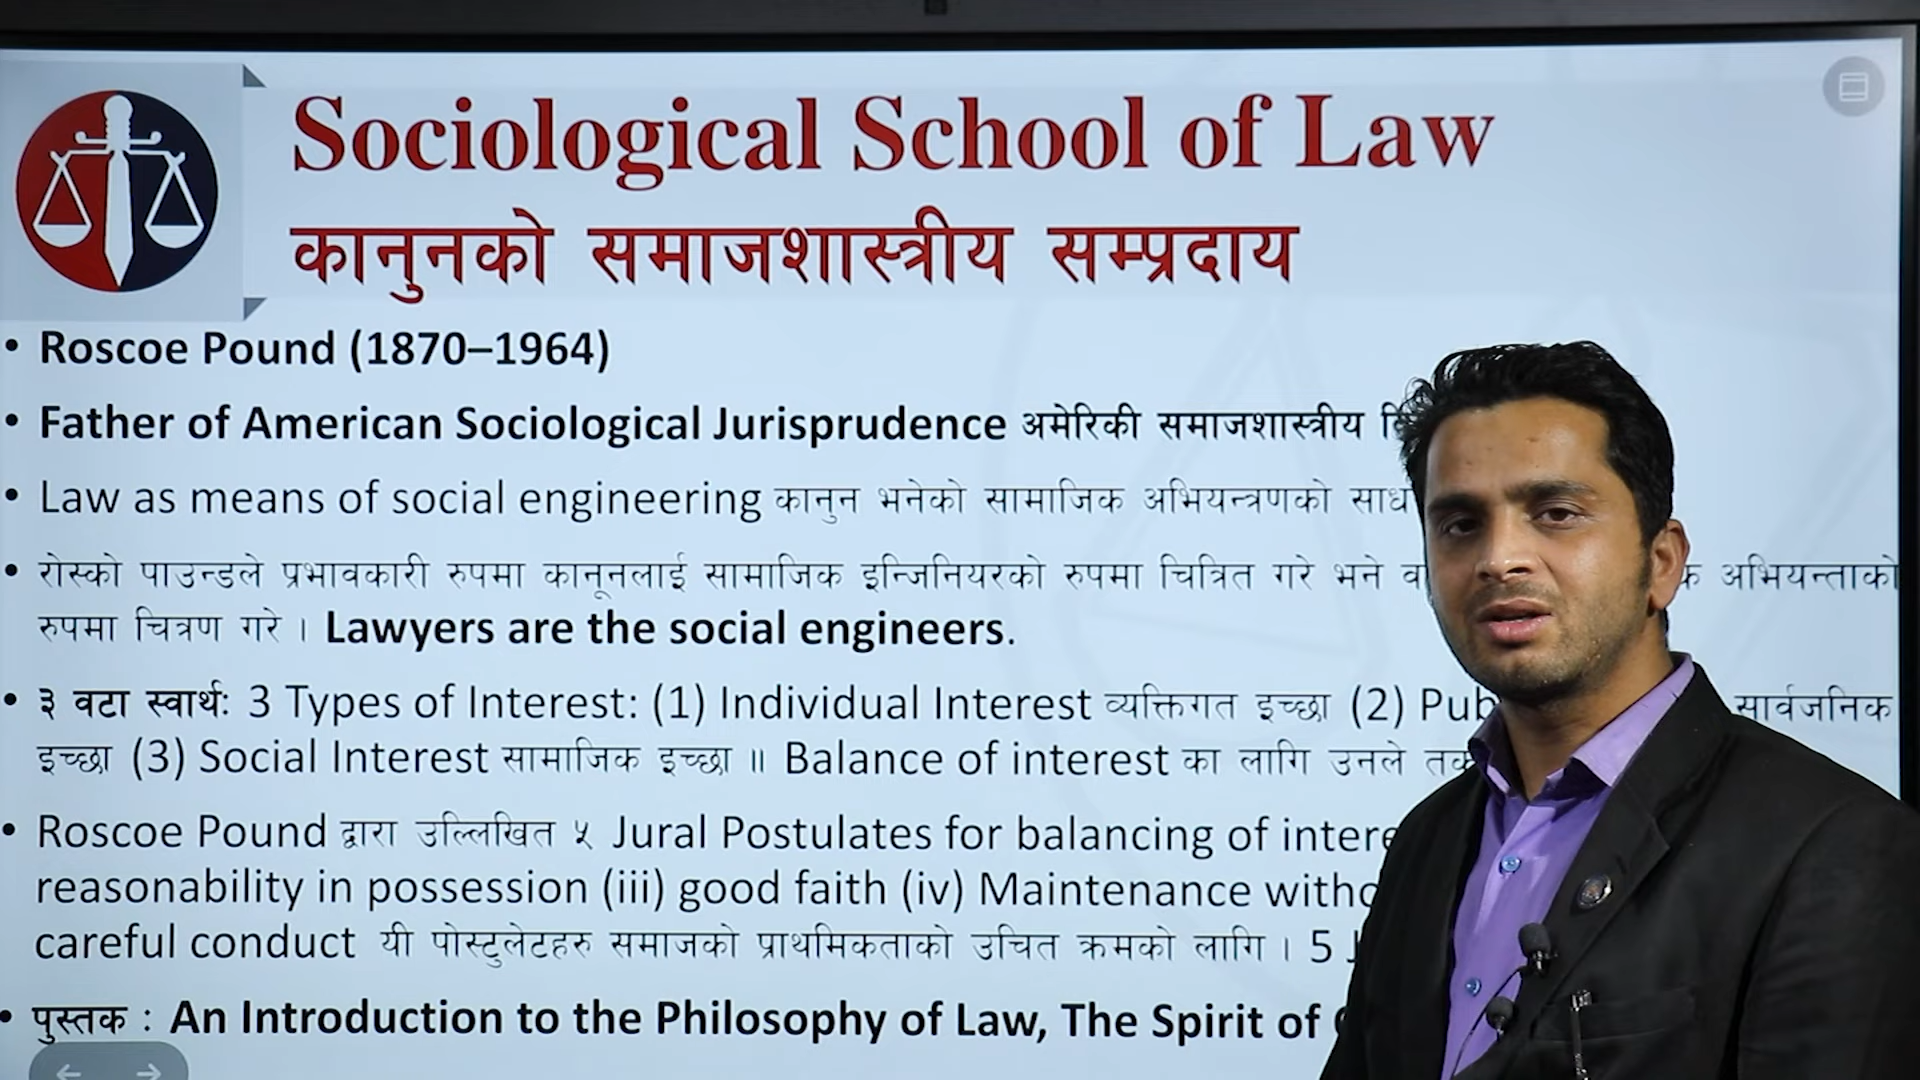 Sociological School of Law
कानुनको समाजशास्त्रीय सम्प्रदाय
• Roscoe Pound (1870–1964)
• Father of American Sociological Jurisprudence अमेरिकी समाजशास्त्रीय
• Law as means of social engineering कानुन भनेको सामाजिक अभियन्त्रणको
• रोस्को पाउन्डले प्रभावकारी रुपमा कानूनलाई सामाजिक इन्जिनियरको रुपमा चित्रित गरे भने अभियन्ताको
रुपमा चित्रण गरे । Lawyers are the social engineers.
• ३ वटा स्वार्थः 3 Types of Interest: (1) Individual Interest व्यक्तिगत इच्छा (2) सार्वजनिक
इच्छा (3) Social Interest सामाजिक इच्छा ॥ Balance of interest का लागि उनले
• Roscoe Pound द्वारा उल्लिखित ५ Jural Postulates for balancing of
reasonability in possession (iii) good faith (iv) Maintenance
careful conduct यी पोस्टुलेटहरु समाजको प्राथमिकताको उचित क्रमको लागि । 5
• पुस्तक : An Introduction to the Philosophy of Law, The Spirit of